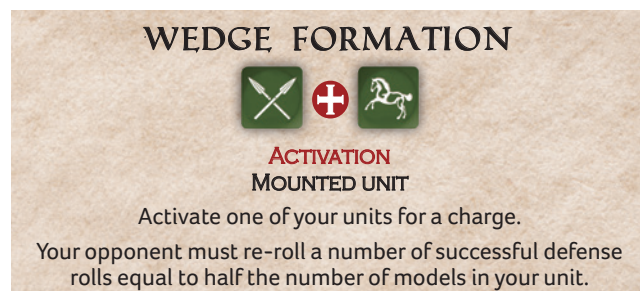 WEDGE FORMATION
ACTIVATION
MOUNTED UNIT
Activate one of your units for a charge.
Your opponent must re-roll a number of successful defense
rolls equal to half the number of models in your unit.